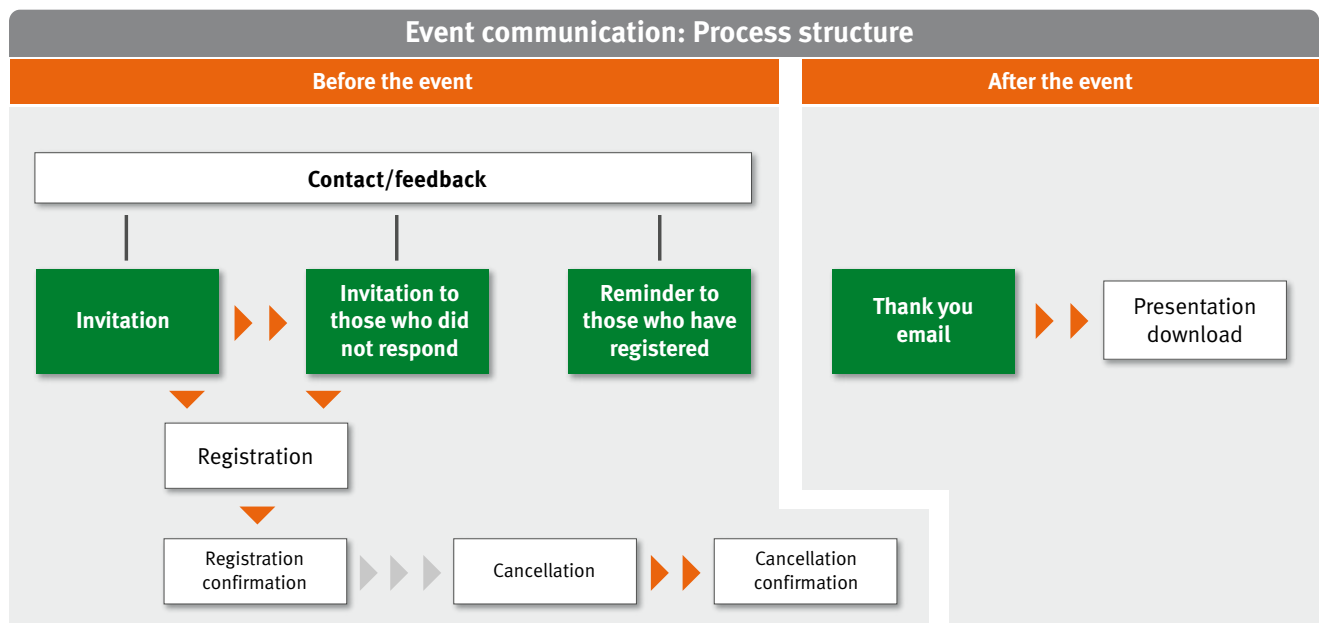 Event communication: Process structure
Before the event
After the event
Contact/feedback
Invitation
Invitation to
those who did
not respond
Reminder to
those who have
registered
Thank you
email
Presentation
download
Registration
Registration
confirmation
Cancellation
Cancellation
confirmation